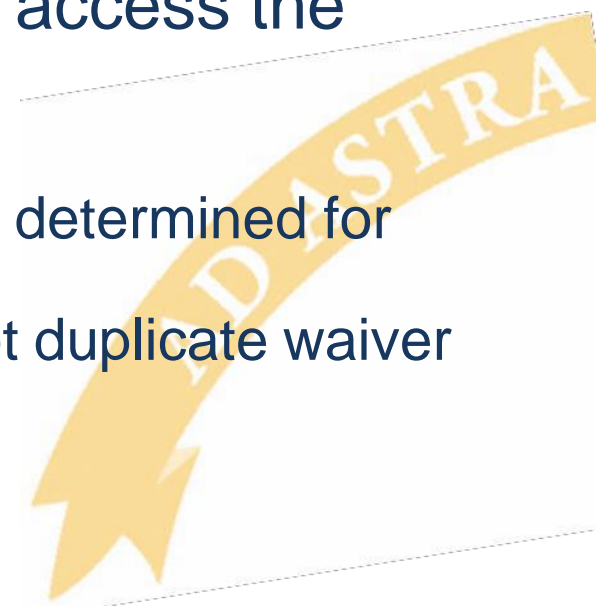 access the
AD ASTRA
determined for
duplicate waiver